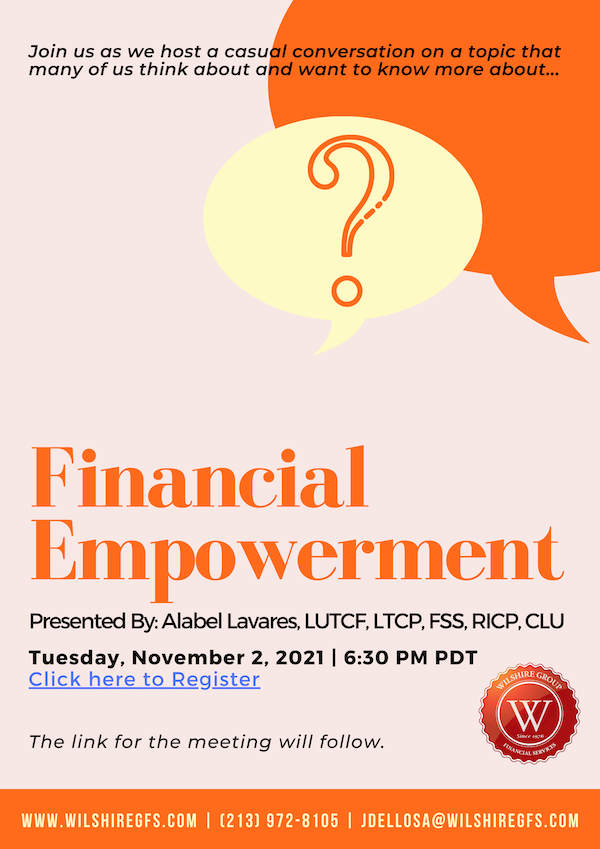 Join us as we host a casual conversation on a topic that
many of us think about and want to know more about...
?
Financial
Empowerment
Presented By: Alabel Lavares, LUTCF, LTCP, FSS, RICP, CLU
Tuesday, November 2, 2021 | 6:30 PM PDT
Click here to Register
WILSHIRE GROUP
W
Since 1976
FINANCIAL SERVICES
The link for the meeting will follow.
WWW.WILSHIREGFS.COM | (213) 972-8105 | JDELLOSA@WILSHIREGFS.COM